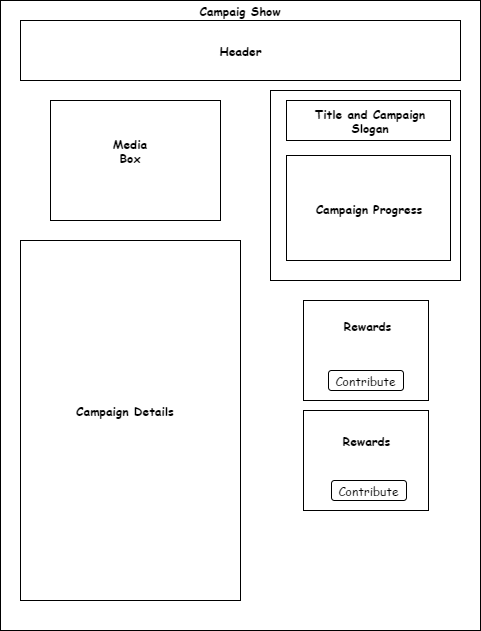 Campaig Show
Header
Media
Box
Title and Campaign
Slogan
Campaign Progress
Rewards
Contribute
Campaign Details
Rewards
Contribute